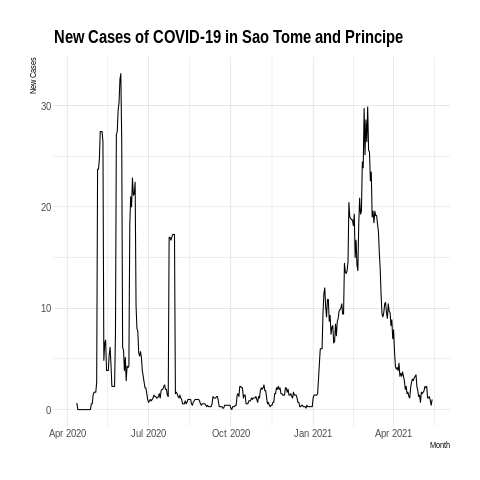 New Cases of COVID-19 in Sao Tome and Principe
New Cases
30
20
10
0
Apr 2020 Jul 2020 Oct 2020 Jan 2021 Apr 2021
Month